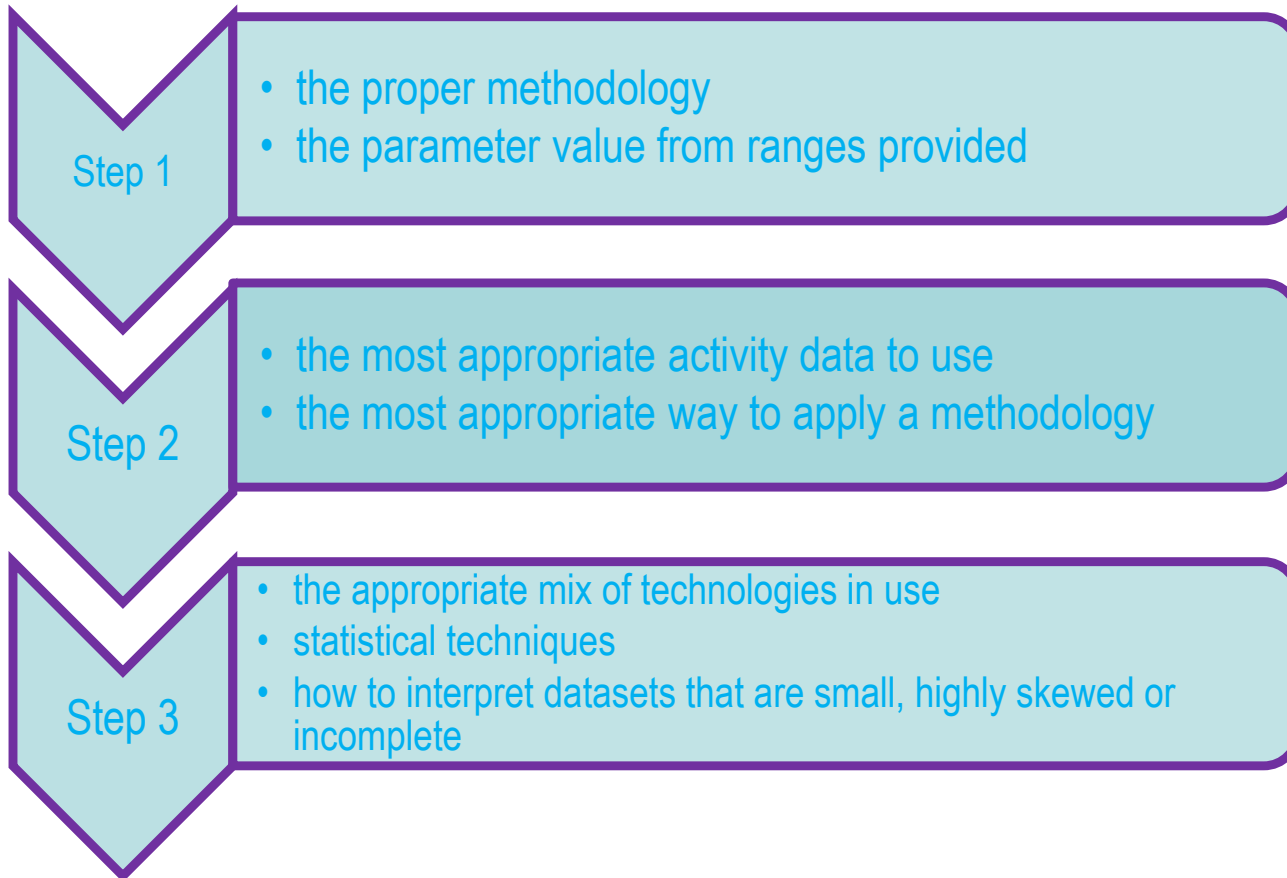 Step 1
• the proper methodology
• the parameter value from ranges provided
Step 2
• the most appropriate activity data to use
• the most appropriate way to apply a methodology
Step 3
• the appropriate mix of technologies in use
• statistical techniques
• how to interpret datasets that are small, highly skewed or
incomplete